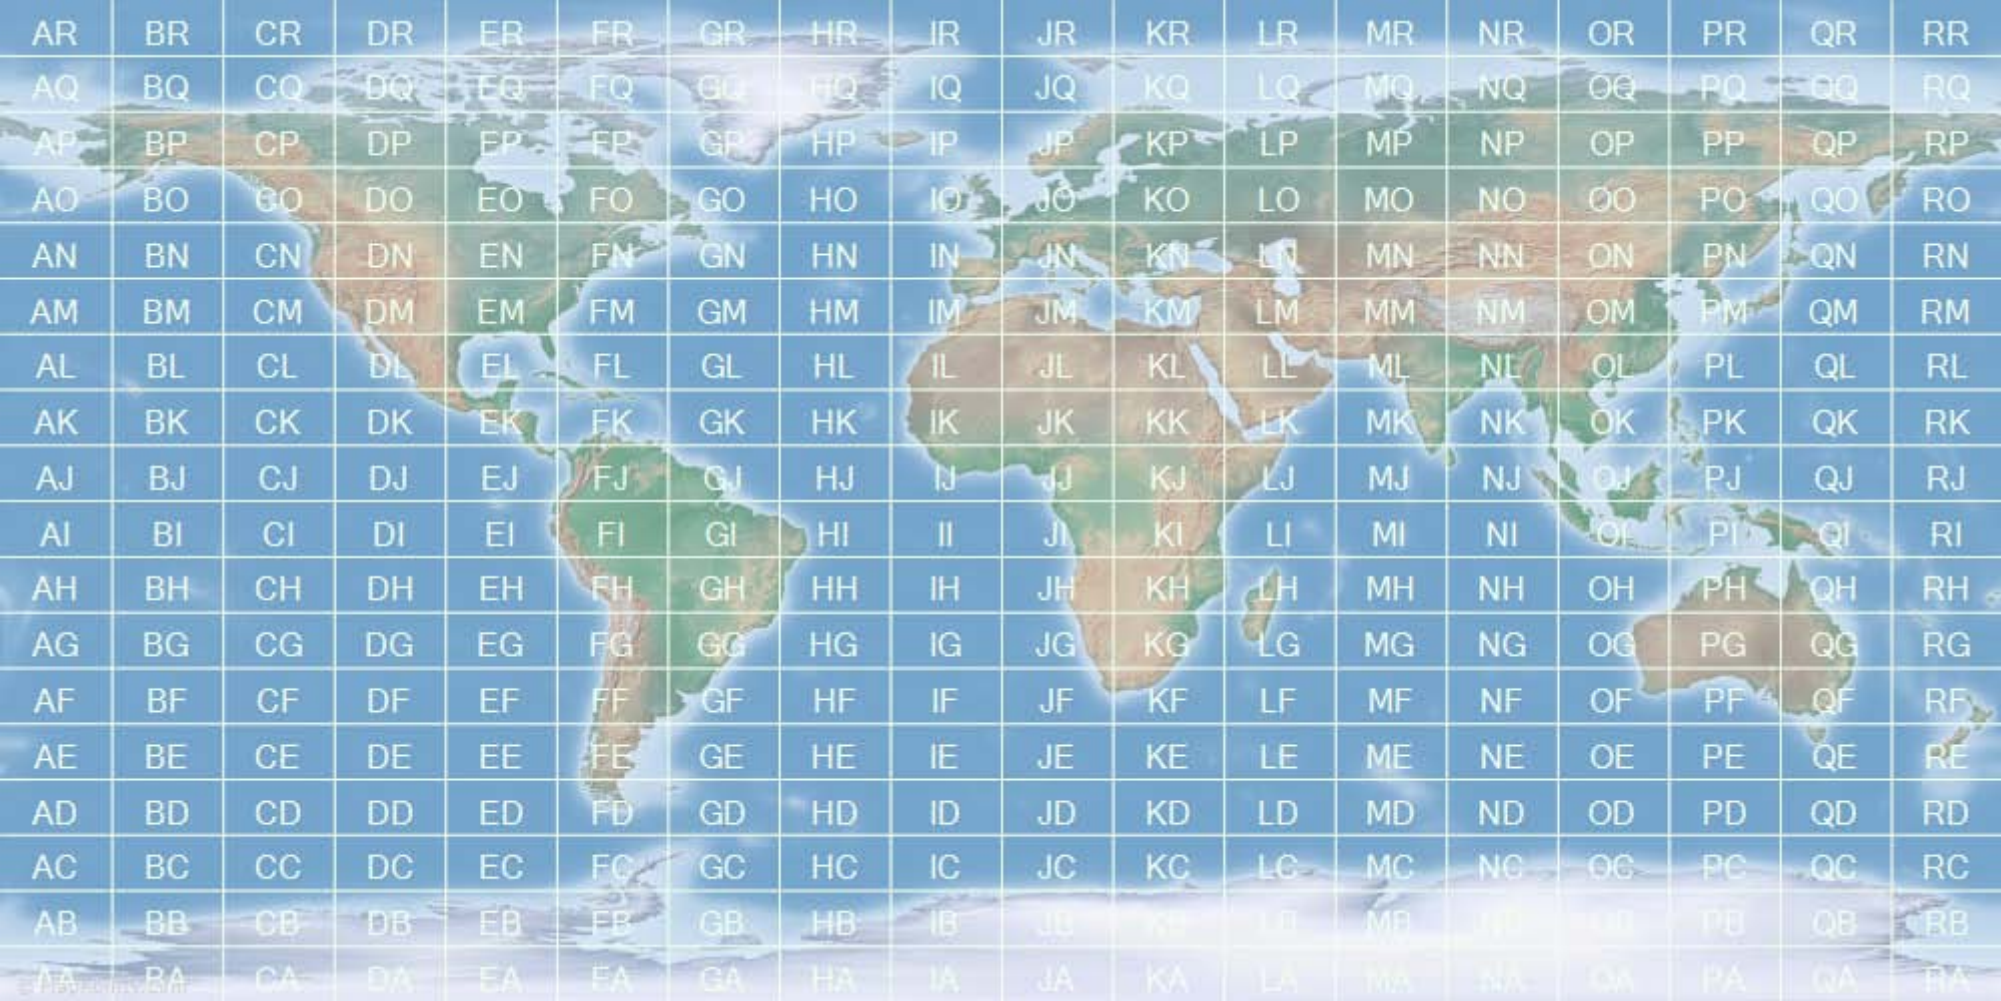 AR BR CR DR ER FR GR HR IR JR KR LR MR NR OR PR QR RR
AQ BQ CQ DQ EQ FQ GQ HQ IQ JQ KQ LQ MQ NQ OQ PQ QQ RQ
AP BP CP DP EP FP GP HP IP JP KP LP MP NP OP PP QP RP
AO BO CO DO EO FO GO HO IO JO KO LO MO NO OO PO QO RO
AN BN CN DN EN FN GN HN IN JN KN LN MN NN ON PN QN RN
AM BM CM DM EM FM GM HM IM JM KM LM MM NM OM PM QM RM
AL BL CL DL EL FL GL HL IL JL KL LL ML NL OL PL QL RL
AK BK CK DK EK FK GK HK IK JK KK LK MK NK OK PK QK RK
AJ BJ CJ DJ EJ FJ GJ HJ IJ JJ KJ LJ MJ NJ OJ PJ QJ RJ
AI BI CI DI EI FI GI HI II JI KI LI MI NI OI PI QI RI
AH BH CH DH EH FH GH HH IH JH KH LH MH NH OH PH QH RH
AG BG CG DG EG FG GG HG IG JG KG LG MG NG OG PG QG RG
AF BF CF DF EF FF GF HF IF JF KF LF MF NF OF PF QF RF
AE BE CE DE EE FE GE HE IE JE KE LE ME NE OE PE QE RE
AD BD CD DD ED FD GD HD ID JD KD LD MD ND OD PD QD RD
AC BC CC DC EC FC GC HC IC JC KC LC MC NC OC PC QC RC
AB BB CB DB EB FB GB HB IB JB KB LB MB NB OB PB QB RB
AA BA CA DA EA FA GA HA IA JA KA LA MA NA OA PA QA RA